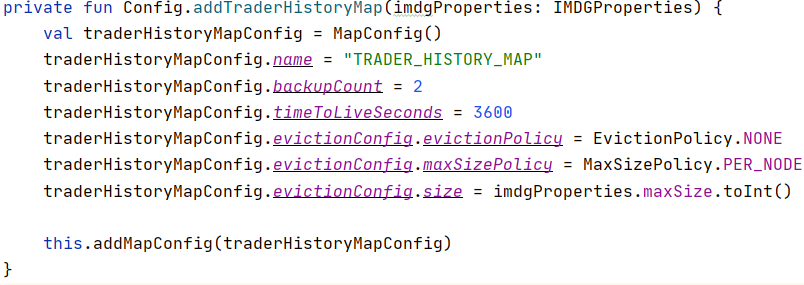 private fun Config.addTraderHistoryMap(imdgProperties: IMDGProperties) {
    val traderHistoryMapConfig = MapConfig()
    traderHistoryMapConfig.name = "TRADER_HISTORY_MAP"
    traderHistoryMapConfig.backupCount = 2
    traderHistoryMapConfig.timeToLiveSeconds = 3600
    traderHistoryMapConfig.evictionConfig.evictionPolicy = EvictionPolicy.NONE
    traderHistoryMapConfig.evictionConfig.maxSizePolicy = MaxSizePolicy.PER_NODE
    traderHistoryMapConfig.evictionConfig.size = imdgProperties.maxSize.toInt()
    this.addMapConfig(traderHistoryMapConfig)
}